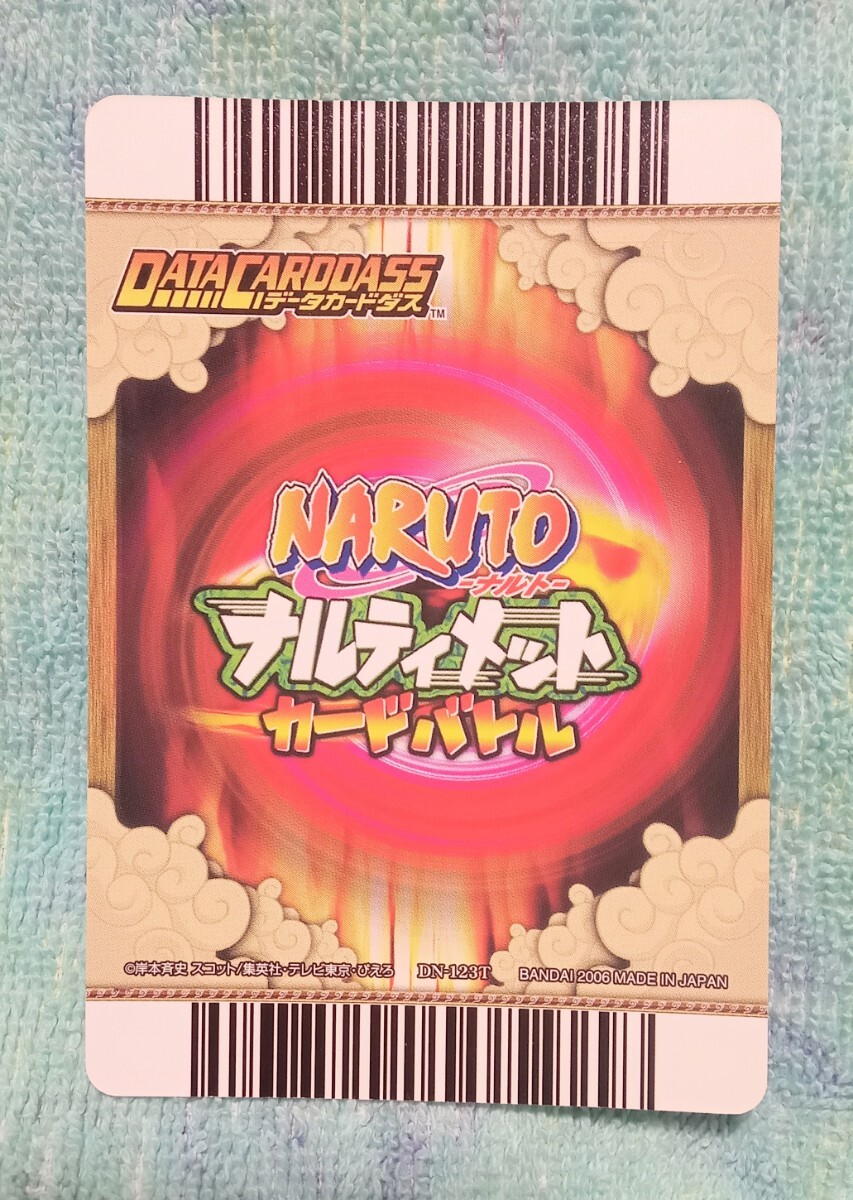 DATA CARDDASS
データカードダス TM
NARUTO
-ナルト-
ナルティメット
カードバトル
©岸本斉史 スコット/集英社・テレビ東京・ぴえろ DN-123T BANDAI 2006 MADE IN JAPAN